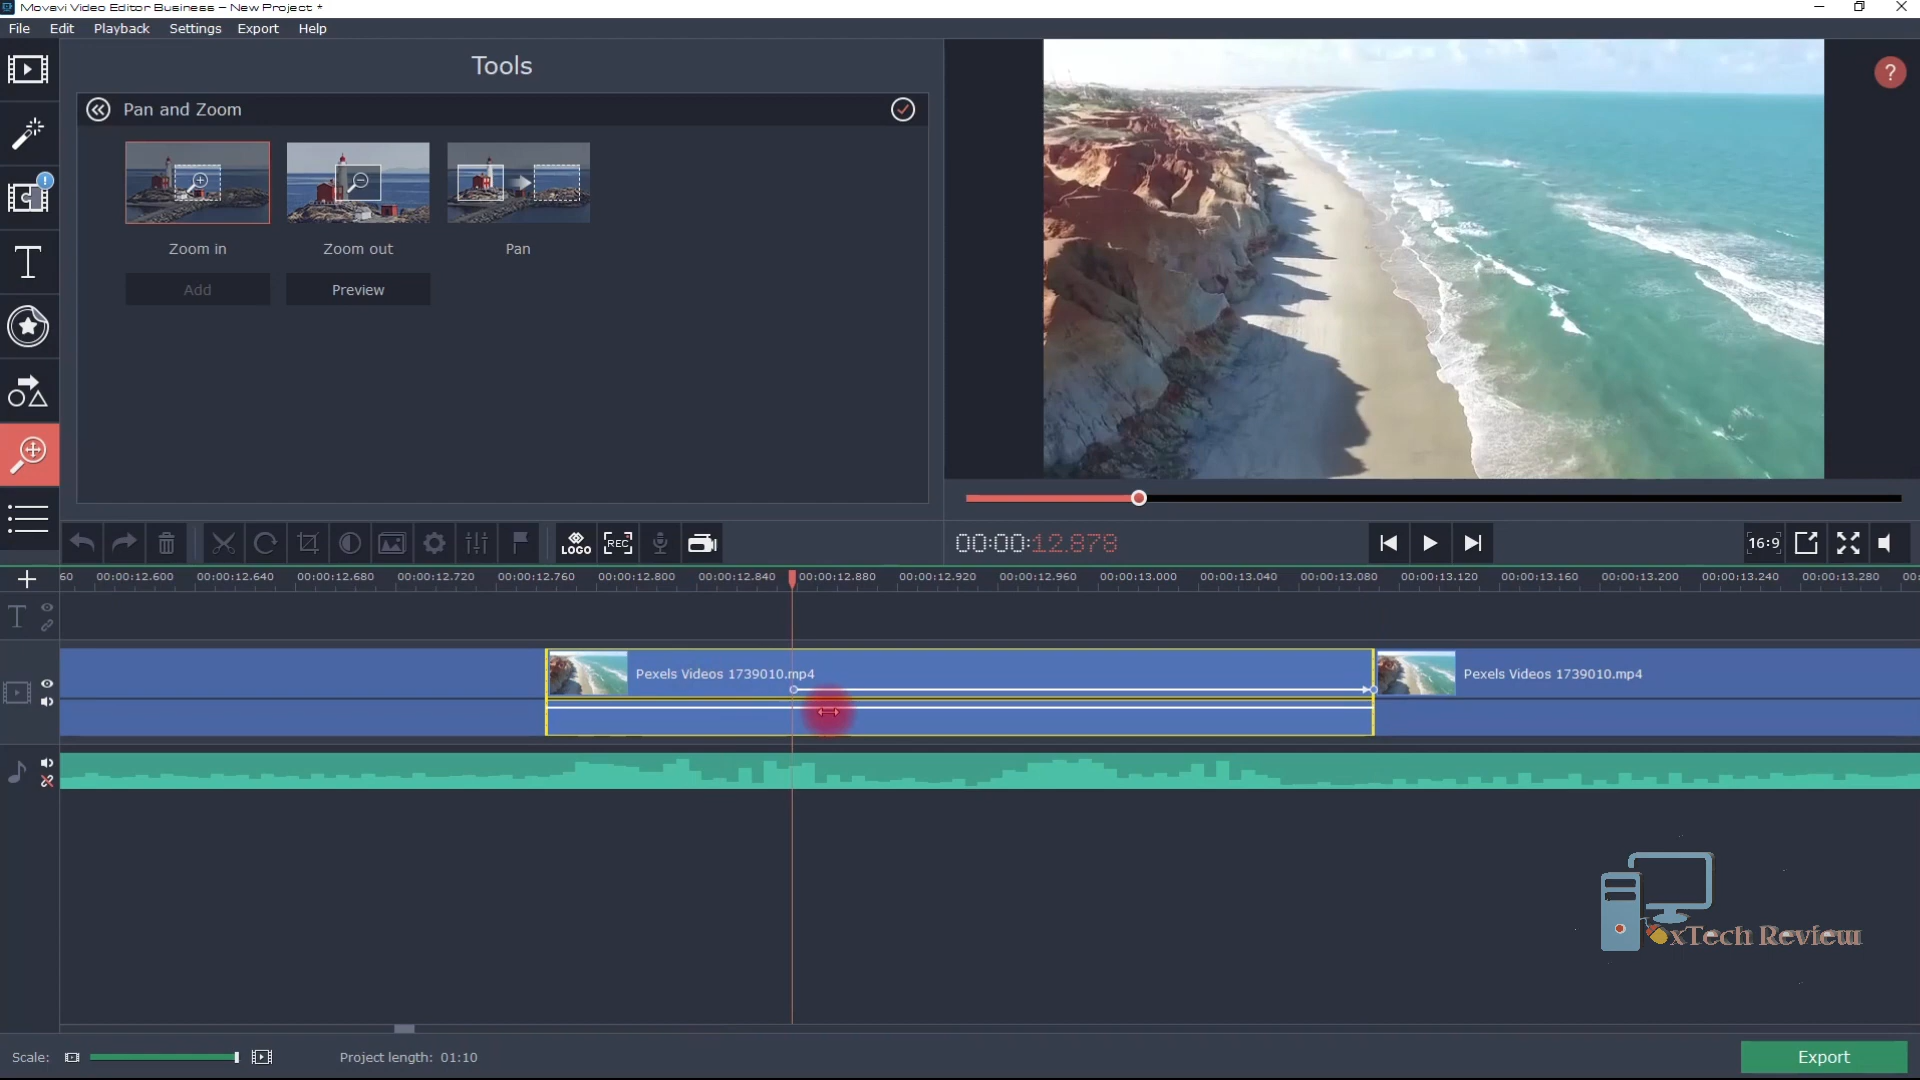 Movavi Video Editor Business – New Project *
File Edit Playback Settings Export Help
Tools
?
Pan and Zoom
Zoom in Zoom out Pan
Add Preview
LOGO REC 00:00:12.878 16:9
60 00:00:12.600 00:00:12.640 00:00:12.680 00:00:12.720 00:00:12.760 00:00:12.800 00:00:12.840 00:00:12.880 00:00:12.920 00:00:12.960 00:00:13.000 00:00:13.040 00:00:13.080 00:00:13.120 00:00:13.160 00:00:13.200 00:00:13.240 00:00:13.280 00:
Pexels Videos 1739010.mp4 Pexels Videos 1739010.mp4
xTech Review
Scale: Project length: 01:10 Export